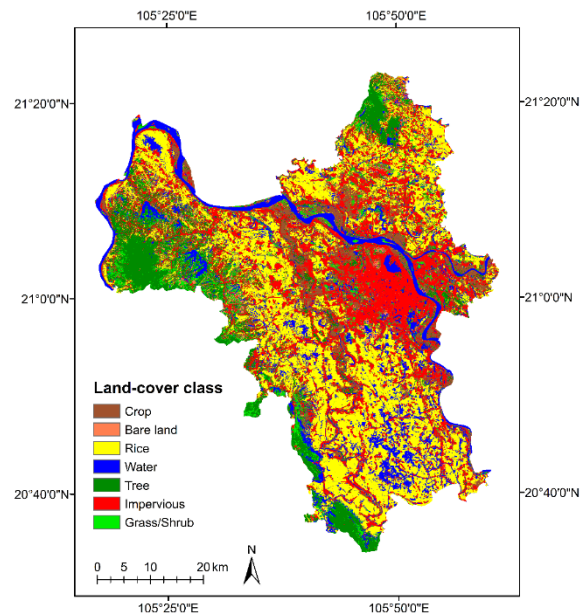 105°25'0"E 105°50'0"E
21°20'0"N 21°20'0"N
21°0'0"N 21°0'0"N
Land-cover class
Crop
Bare land
Rice
Water
Tree
Impervious
Grass/Shrub
20°40'0"N 20°40'0"N
N
0 5 10 20 km
105°25'0"E 105°50'0"E